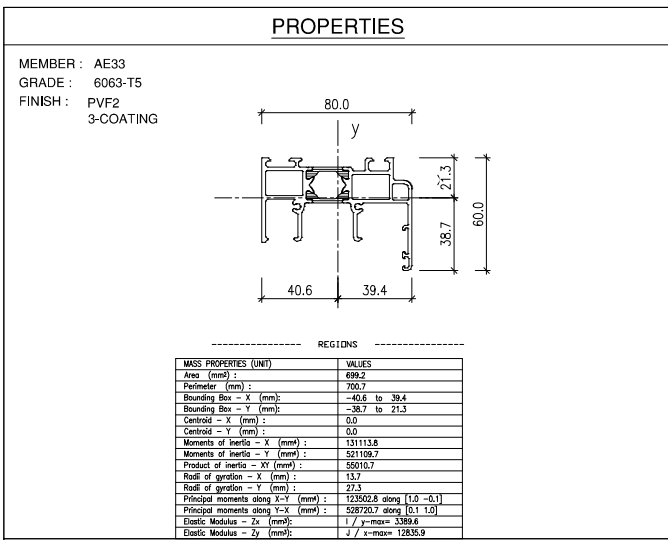 PROPERTIES
MEMBER : AE33
GRADE : 6063-T5
FINISH : PVF2
3-COATING
80.0
y
21.3
60.0
38.7
40.6 39.4
---------------- REGIONS ----------------
MASS PROPERTIES (UNIT) VALUES
Area (mm²) : 699.2
Perimeter (mm) : 700.7
Bounding Box - X (mm): -40.6 to 39.4
Bounding Box - Y (mm): -38.7 to 21.3
Centroid - X (mm) : 0.0
Centroid - Y (mm) : 0.0
Moments of inertia - X (mm⁴) : 131113.8
Moments of inertia - Y (mm⁴) : 521109.7
Product of inertia - XY (mm⁴) : 55010.7
Radii of gyration - X (mm) : 13.7
Radii of gyration - Y (mm) : 27.3
Principal moments along X-Y (mm⁴) : 123502.8 along [1.0 -0.1]
Principal moments along Y-X (mm⁴) : 528720.7 along [0.1 1.0]
Elastic Modulus - Zx (mm³): I / y-max= 3389.6
Elastic Modulus - Zy (mm³): J / x-max= 12835.9